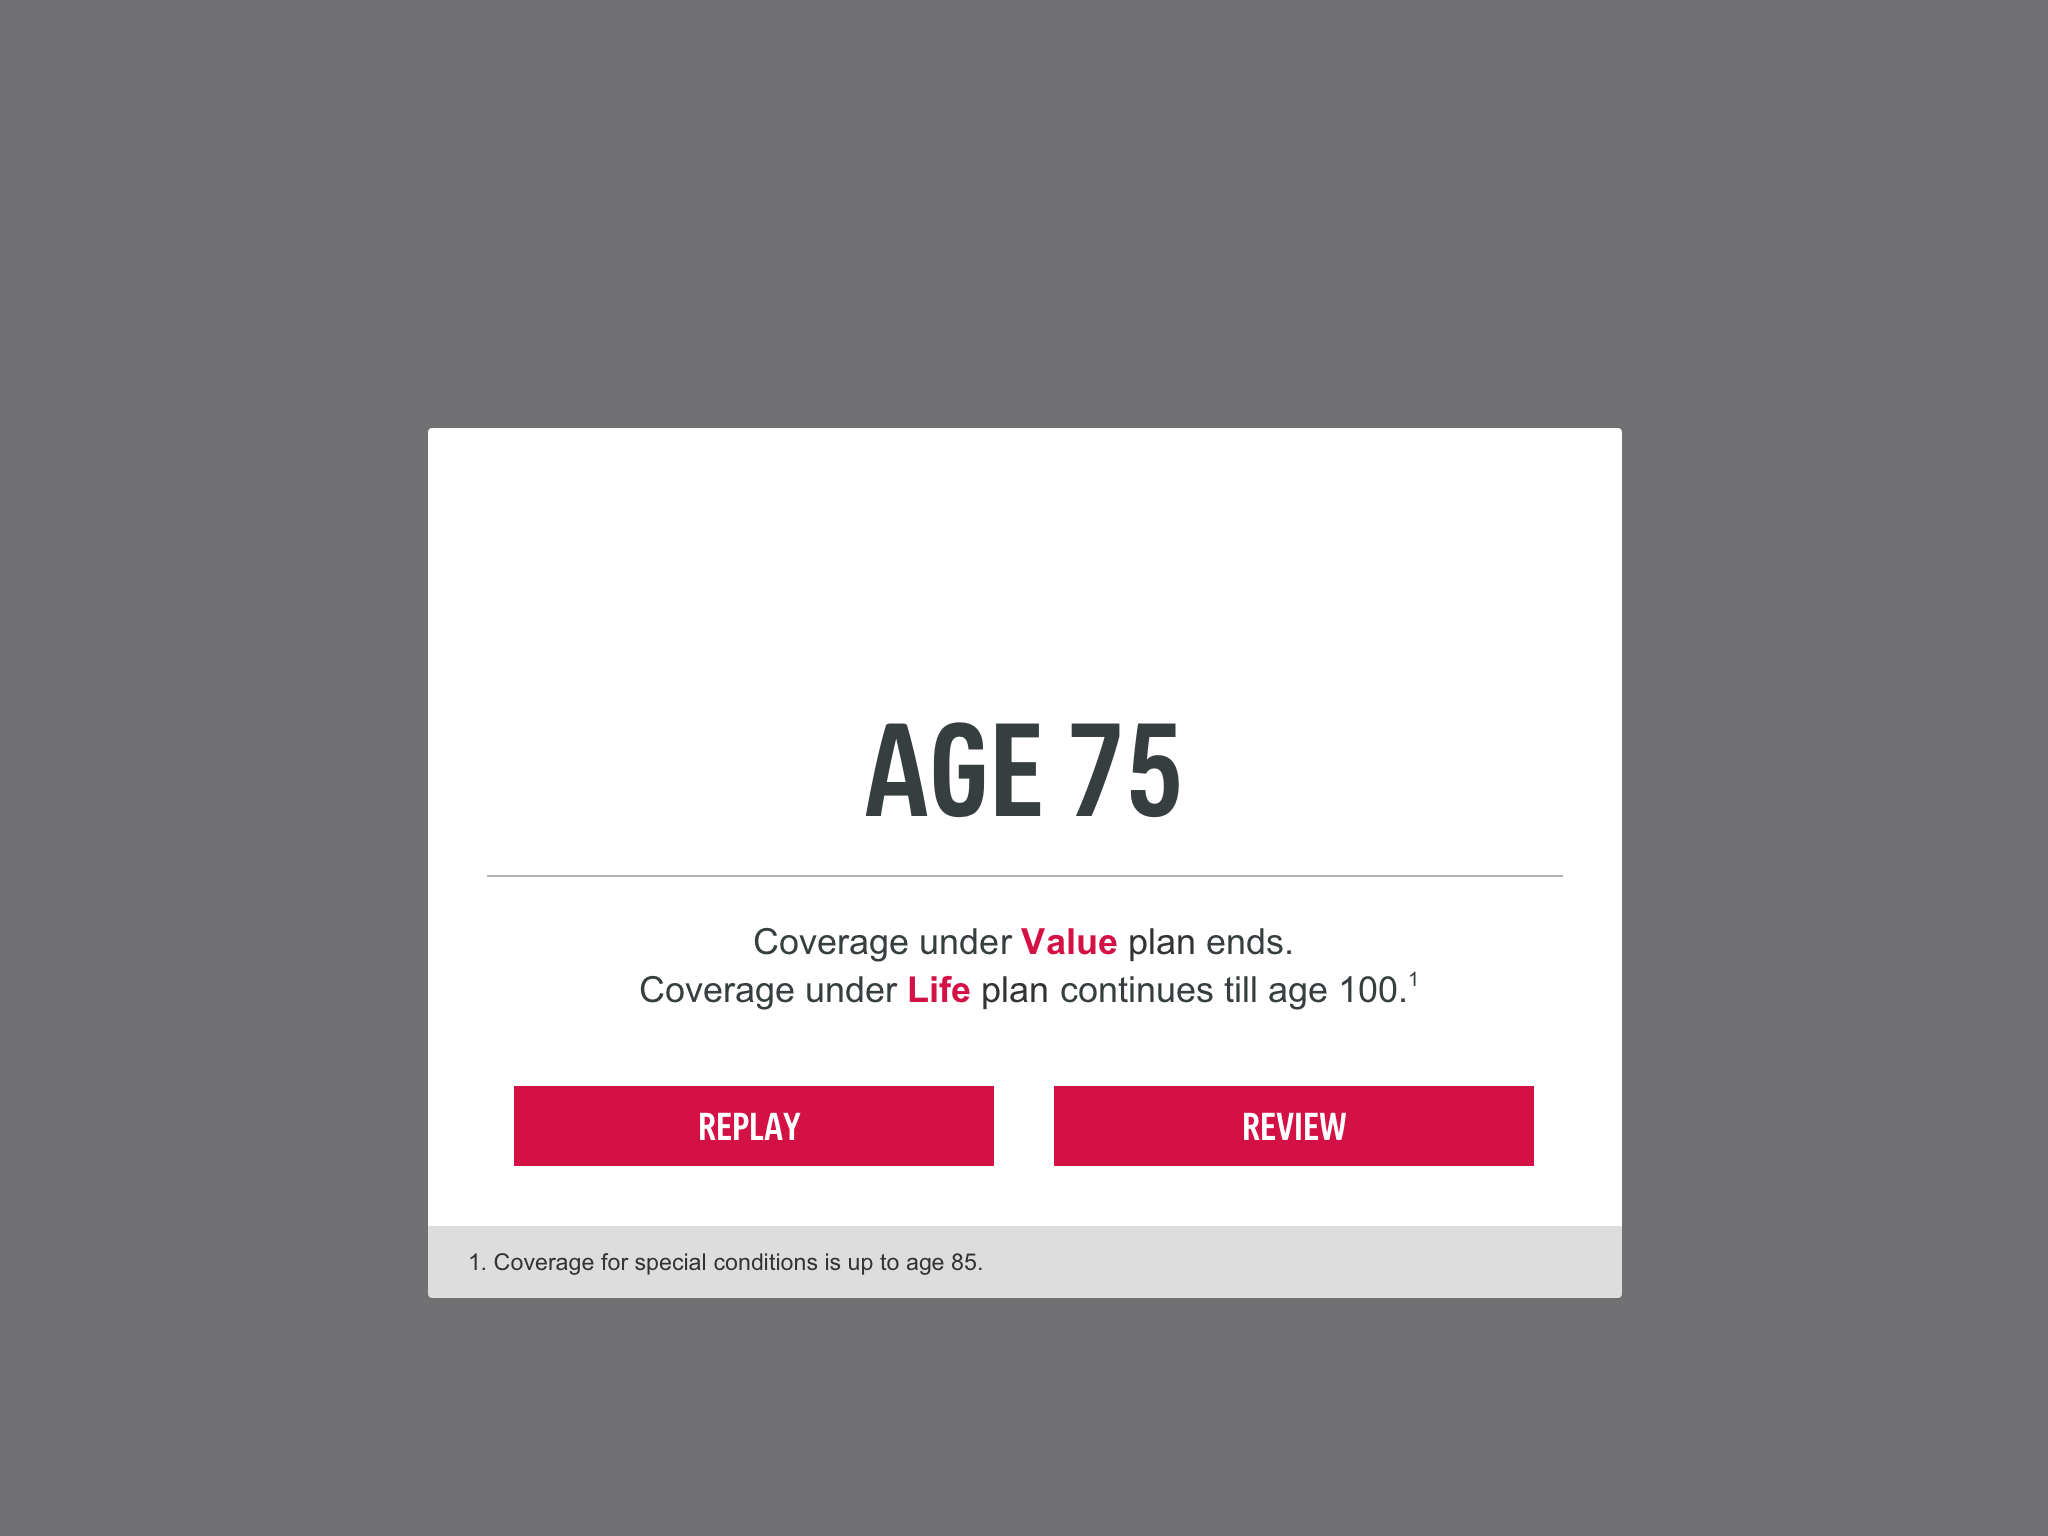 AGE 75
Coverage under Value plan ends.
Coverage under Life plan continues till age 100.¹
REPLAY
REVIEW
1. Coverage for special conditions is up to age 85.